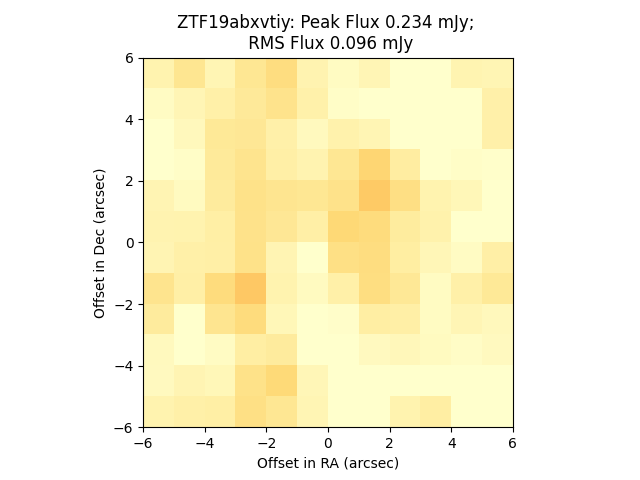 ZTF19abxvtiy: Peak Flux 0.234 mJy;
RMS Flux 0.096 mJy
6
4
2
0
−2
−4
−6
Offset in Dec (arcsec)
−6 −4 −2 0 2 4 6
Offset in RA (arcsec)